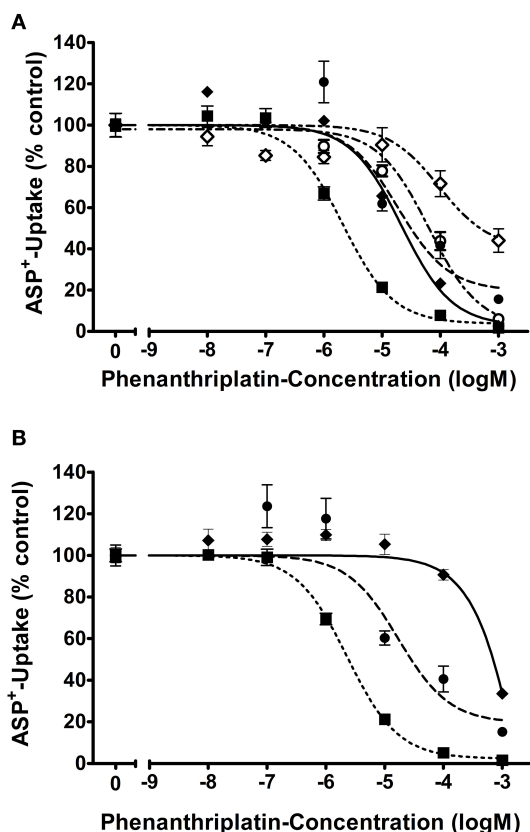 A
140
120
100
80
60
40
20
0
ASP+-Uptake (% control)
0 -9 -8 -7 -6 -5 -4 -3
Phenanthriplatin-Concentration (logM)
B
140
120
100
80
60
40
20
0
ASP+-Uptake (% control)
0 -9 -8 -7 -6 -5 -4 -3
Phenanthriplatin-Concentration (logM)